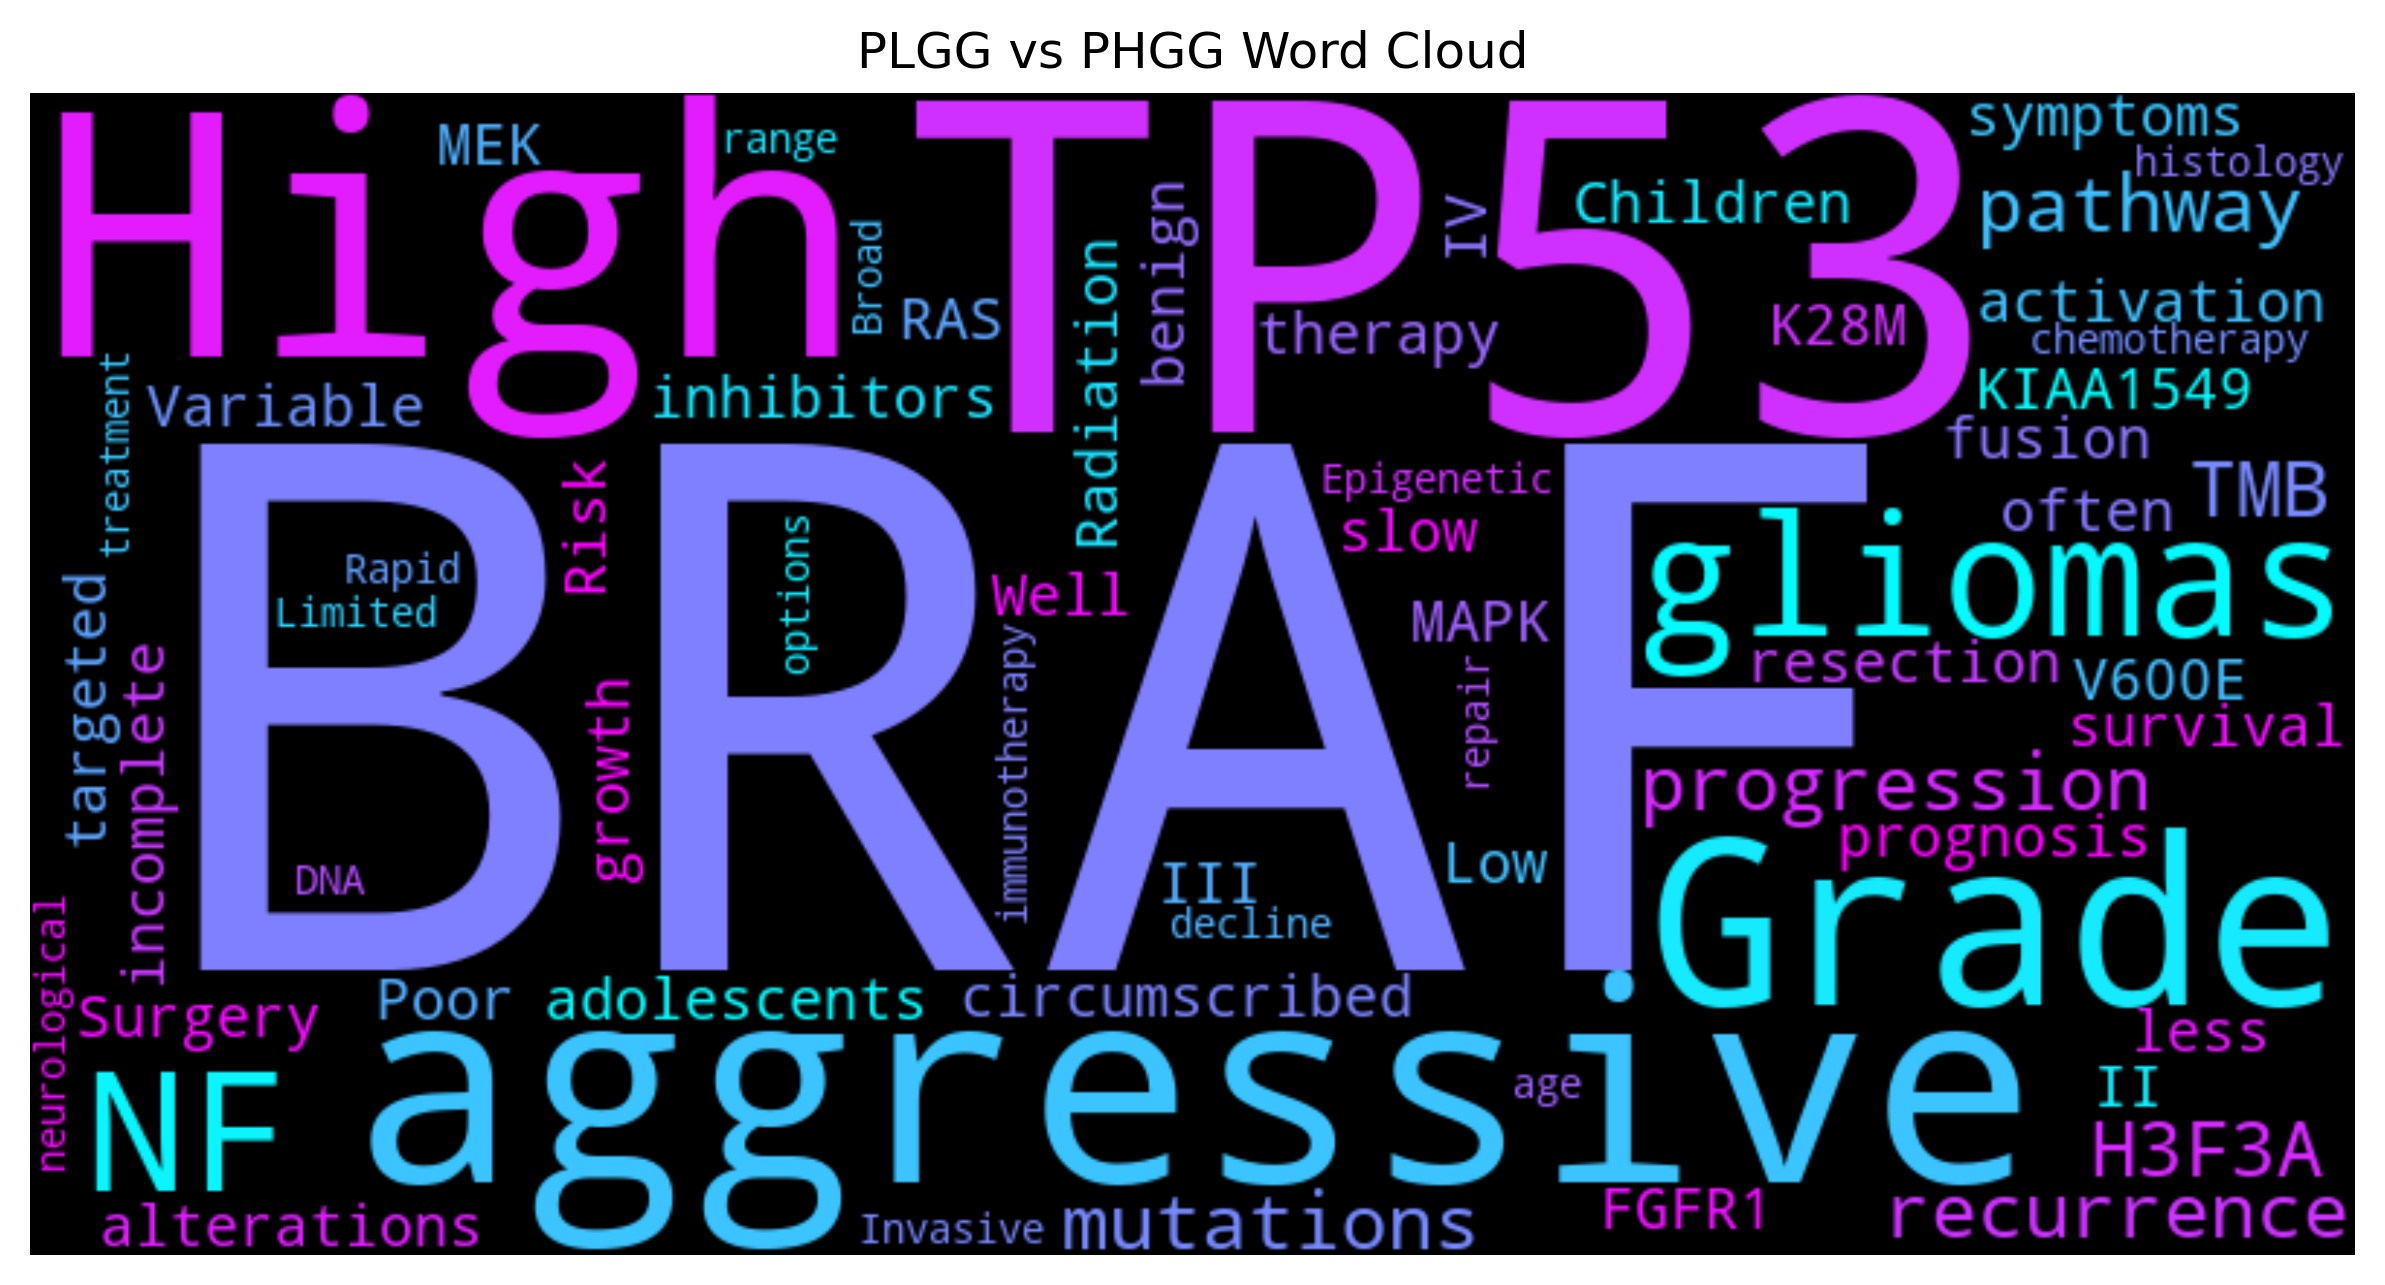 PLGG vs PHGG Word Cloud
High
TP53
MEK
range
symptoms
histology
Children
pathway
benign
IV
Broad
RAS
Radiation
therapy
K28M
activation
chemotherapy
treatment
Variable
inhibitors
KIAA1549
fusion
BRAF
Risk
Epigenetic
slow
often
TMB
gliomas
Rapid
Limited
options
Well
MAPK
targeted
incomplete
growth
immunotherapy
repair
resection
V600E
survival
progression
prognosis
DNA
III
decline
Low
Grade
neurological
Surgery
Poor
adolescents
circumscribed
less
NF
aggressive
age
II
H3F3A
alterations
Invasive
mutations
FGFR1
recurrence